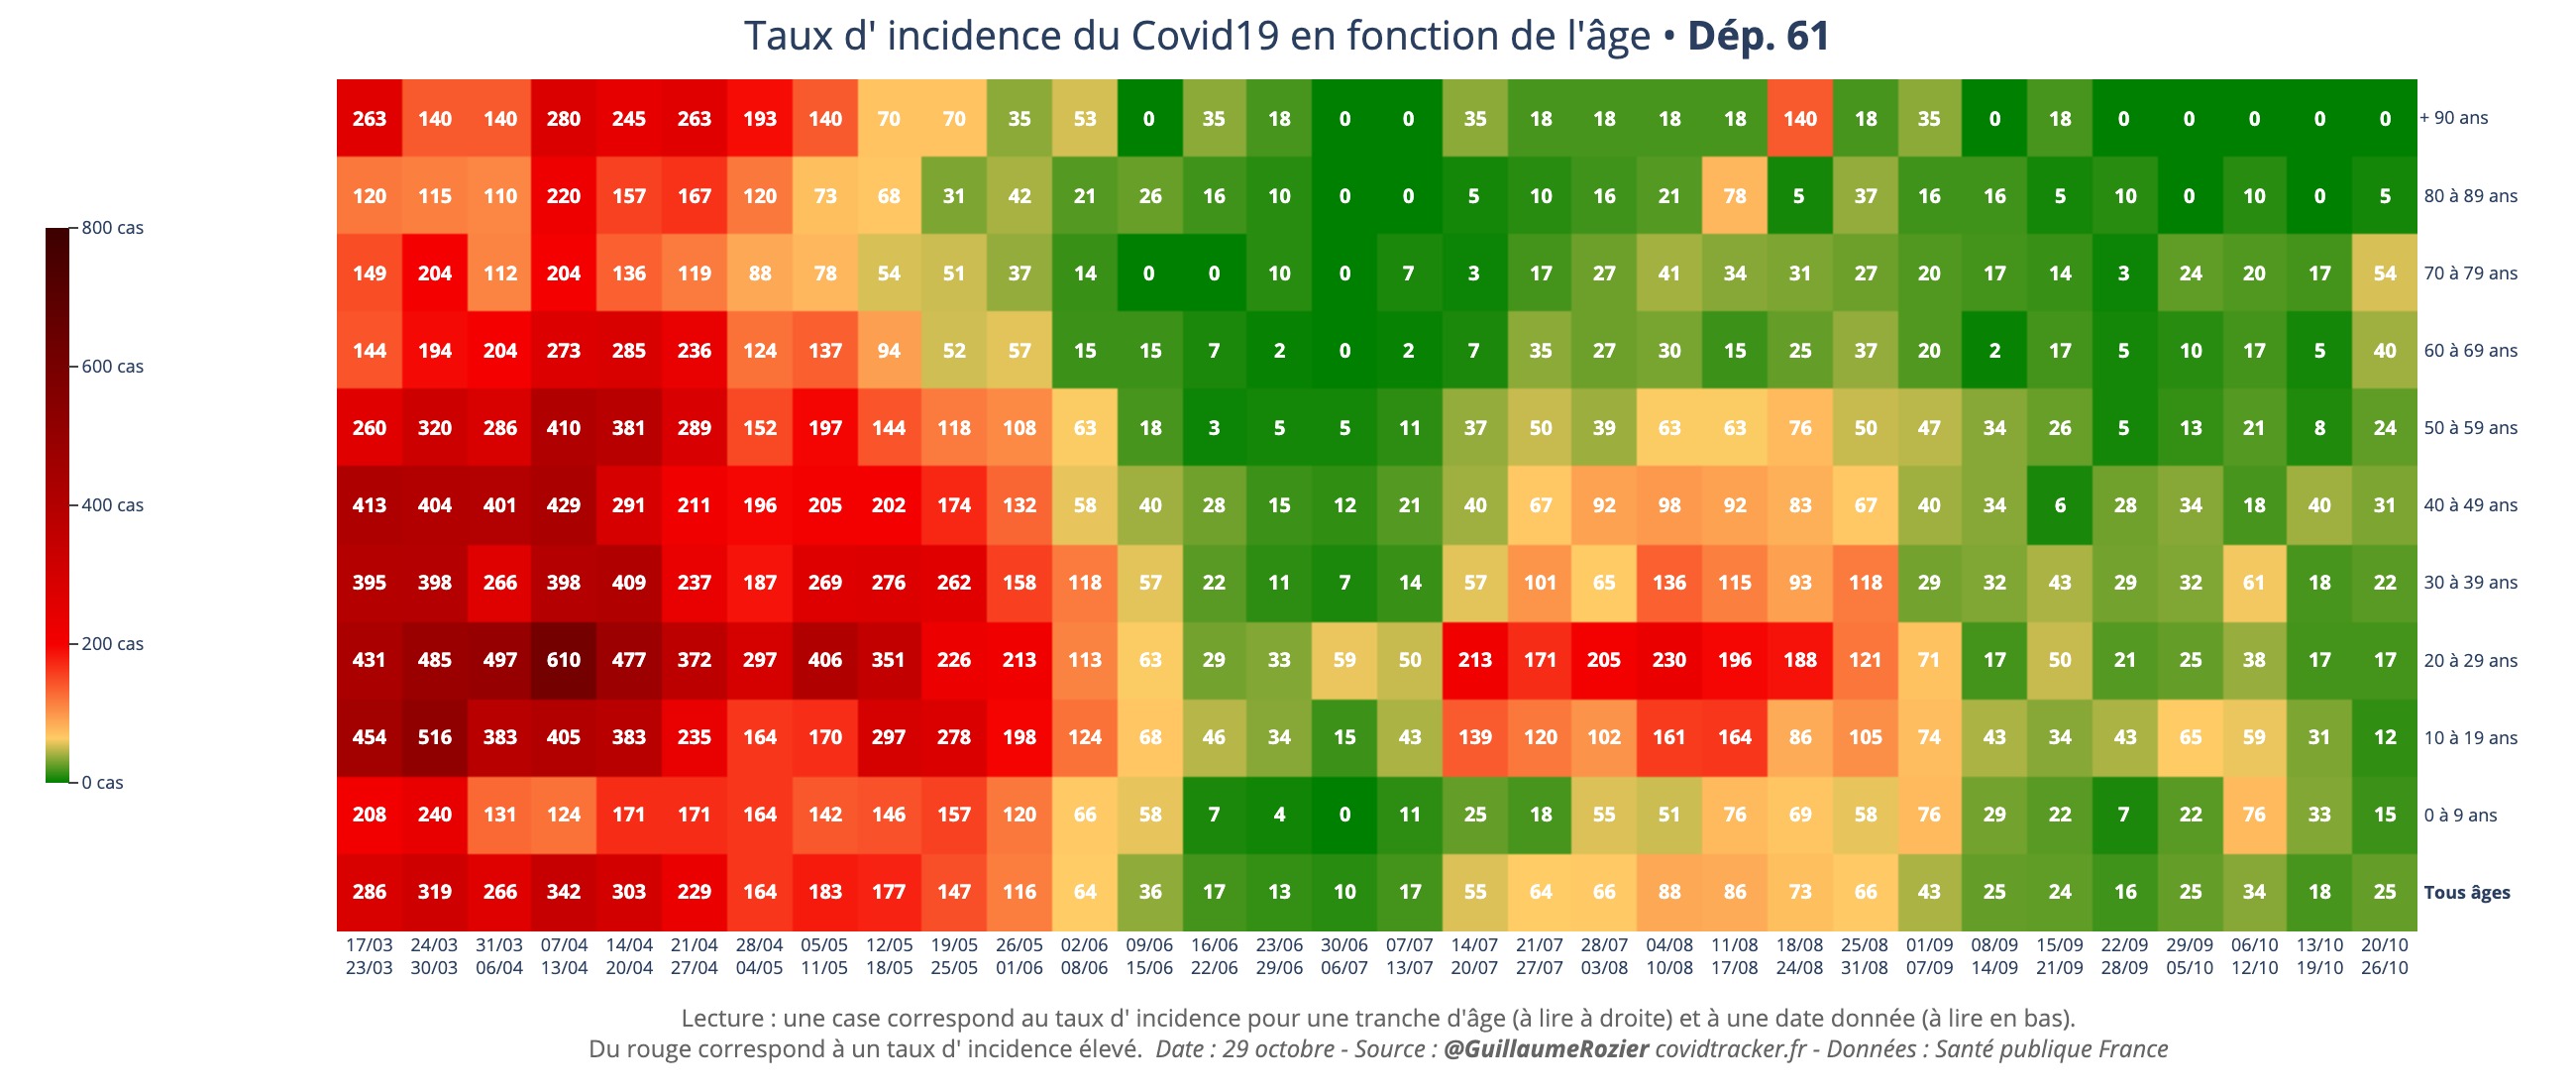 Taux d' incidence du Covid19 en fonction de l'âge • Dép. 61
800 cas
600 cas
400 cas
200 cas
0 cas
263 140 140 280 245 263 193 140 70 70 35 53 0 35 18 0 0 35 18 18 18 18 140 18 35 0 18 0 0 0 0 0 + 90 ans
120 115 110 220 157 167 120 73 68 31 42 21 26 16 10 0 0 5 10 16 21 78 5 37 16 16 5 10 0 10 0 5 80 à 89 ans
149 204 112 204 136 119 88 78 54 51 37 14 0 0 10 0 7 3 17 27 41 34 31 27 20 17 14 3 24 20 17 54 70 à 79 ans
144 194 204 273 285 236 124 137 94 52 57 15 15 7 2 0 2 7 35 27 30 15 25 37 20 2 17 5 10 17 5 40 60 à 69 ans
260 320 286 410 381 289 152 197 144 118 108 63 18 3 5 5 11 37 50 39 63 63 76 50 47 34 26 5 13 21 8 24 50 à 59 ans
413 404 401 429 291 211 196 205 202 174 132 58 40 28 15 12 21 40 67 92 98 92 83 67 40 34 6 28 34 18 40 31 40 à 49 ans
395 398 266 398 409 237 187 269 276 262 158 118 57 22 11 7 14 57 101 65 136 115 93 118 29 32 43 29 32 61 18 22 30 à 39 ans
431 485 497 610 477 372 297 406 351 226 213 113 63 29 33 59 50 213 171 205 230 196 188 121 71 17 50 21 25 38 17 17 20 à 29 ans
454 516 383 405 383 235 164 170 297 278 198 124 68 46 34 15 43 139 120 102 161 164 86 105 74 43 34 43 65 59 31 12 10 à 19 ans
208 240 131 124 171 171 164 142 146 157 120 66 58 7 4 0 11 25 18 55 51 76 69 58 76 29 22 7 22 76 33 15 0 à 9 ans
286 319 266 342 303 229 164 183 177 147 116 64 36 17 13 10 17 55 64 66 88 86 73 66 43 25 24 16 25 34 18 25 Tous âges
17/03 24/03 31/03 07/04 14/04 21/04 28/04 05/05 12/05 19/05 26/05 02/06 09/06 16/06 23/06 30/06 07/07 14/07 21/07 28/07 04/08 11/08 18/08 25/08 01/09 08/09 15/09 22/09 29/09 06/10 13/10 20/10
23/03 30/03 06/04 13/04 20/04 27/04 04/05 11/05 18/05 25/05 01/06 08/06 15/06 22/06 29/06 06/07 13/07 20/07 27/07 03/08 10/08 17/08 24/08 31/08 07/09 14/09 21/09 28/09 05/10 12/10 19/10 26/10
Lecture : une case correspond au taux d' incidence pour une tranche d'âge (à lire à droite) et à une date donnée (à lire en bas).
Du rouge correspond à un taux d' incidence élevé. Date : 29 octobre - Source : @GuillaumeRozier covidtracker.fr - Données : Santé publique France